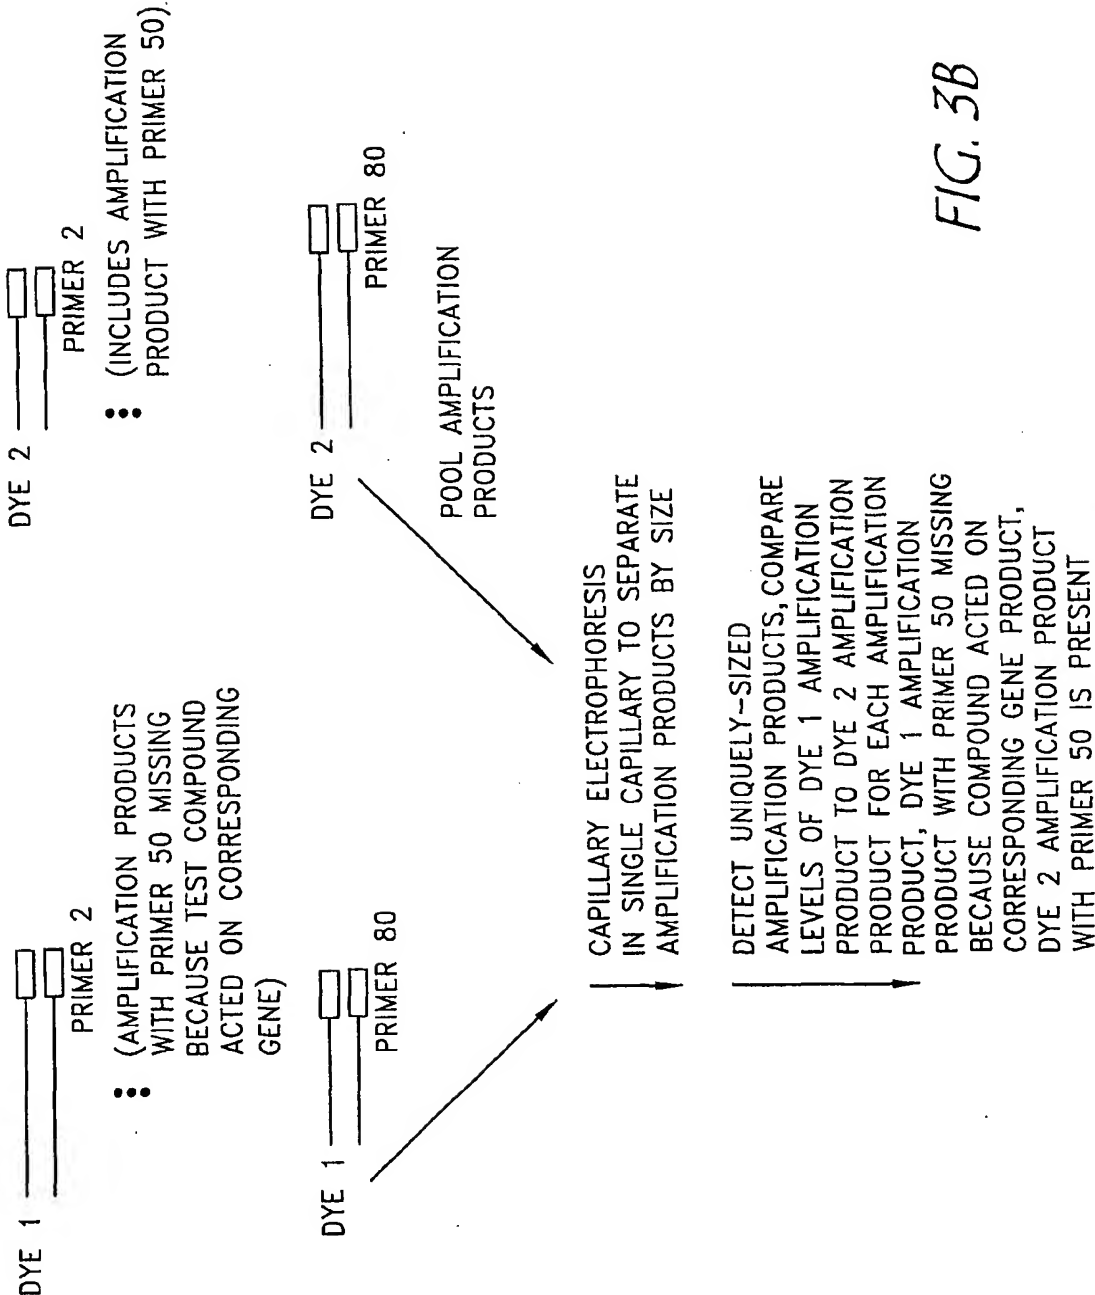 DYE 1
PRIMER 2
(AMPLIFICATION PRODUCTS
WITH PRIMER 50 MISSING
BECAUSE TEST COMPOUND
ACTED ON CORRESPONDING
GENE)
DYE 1
PRIMER 80
DYE 2
PRIMER 2
(INCLUDES AMPLIFICATION
PRODUCT WITH PRIMER 50)
DYE 2
PRIMER 80
POOL AMPLIFICATION
PRODUCTS
CAPILLARY ELECTROPHORESIS
IN SINGLE CAPILLARY TO SEPARATE
AMPLIFICATION PRODUCTS BY SIZE
DETECT UNIQUELY-SIZED
AMPLIFICATION PRODUCTS, COMPARE
LEVELS OF DYE 1 AMPLIFICATION
PRODUCT TO DYE 2 AMPLIFICATION
PRODUCT FOR EACH AMPLIFICATION
PRODUCT, DYE 1 AMPLIFICATION
PRODUCT WITH PRIMER 50 MISSING
BECAUSE COMPOUND ACTED ON
CORRESPONDING GENE PRODUCT,
DYE 2 AMPLIFICATION PRODUCT
WITH PRIMER 50 IS PRESENT
FIG. 3B